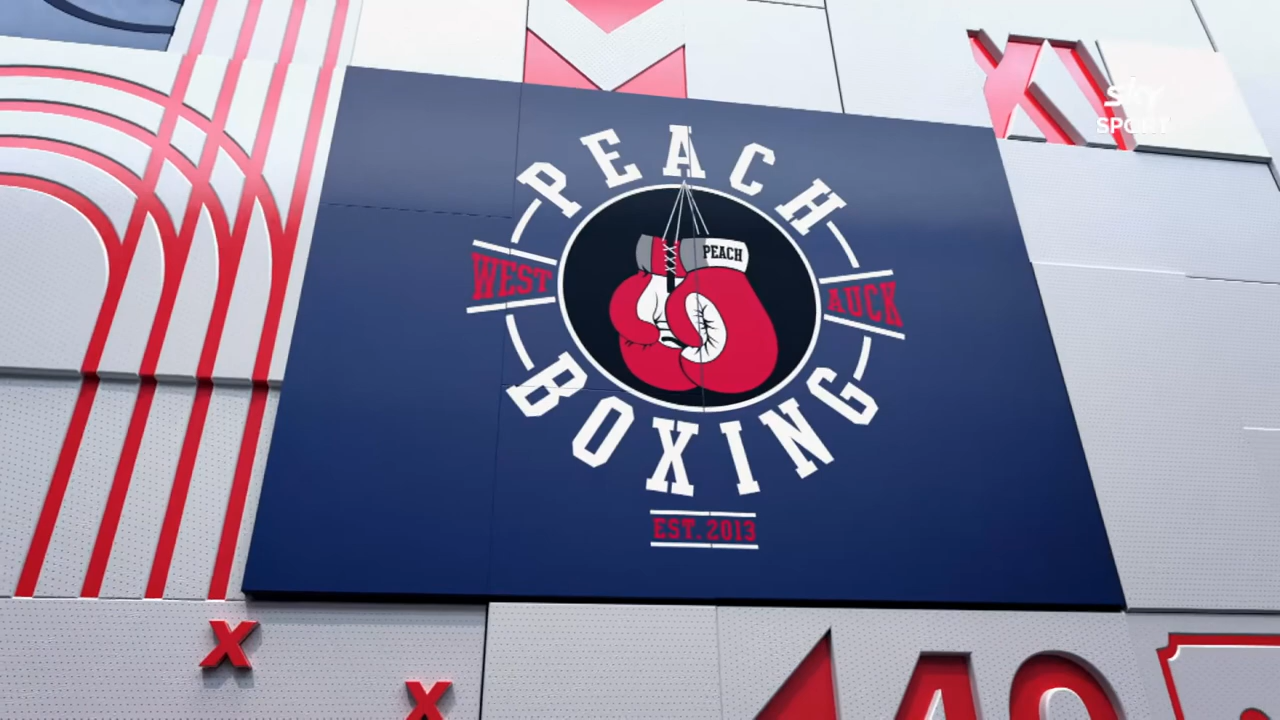 sky
SPORT
PEACH
PEACH
WEST
AUCK
BOXING
EST. 2013
X
X